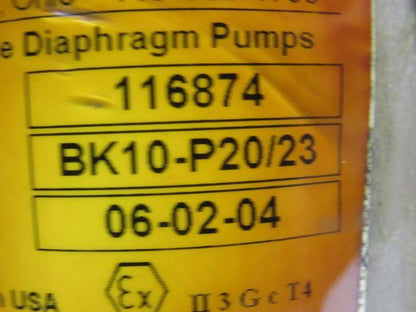 e Diaphragm Pumps
116874
BK10-P20/23
06-02-04
USA
Ex II 3 G c T4